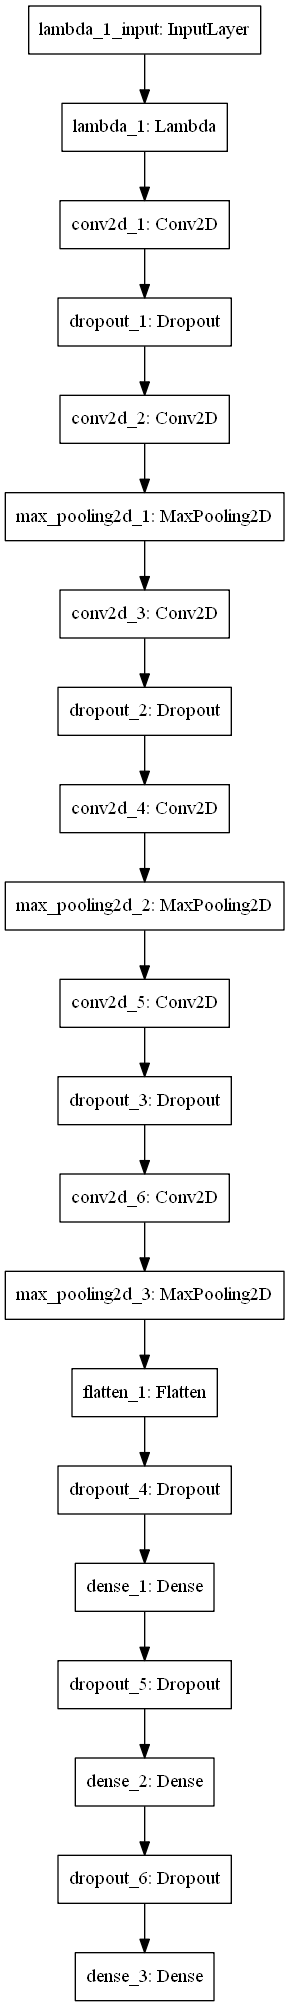 lambda_1_input: InputLayer
lambda_1: Lambda
conv2d_1: Conv2D
dropout_1: Dropout
conv2d_2: Conv2D
max_pooling2d_1: MaxPooling2D
conv2d_3: Conv2D
dropout_2: Dropout
conv2d_4: Conv2D
max_pooling2d_2: MaxPooling2D
conv2d_5: Conv2D
dropout_3: Dropout
conv2d_6: Conv2D
max_pooling2d_3: MaxPooling2D
flatten_1: Flatten
dropout_4: Dropout
dense_1: Dense
dropout_5: Dropout
dense_2: Dense
dropout_6: Dropout
dense_3: Dense